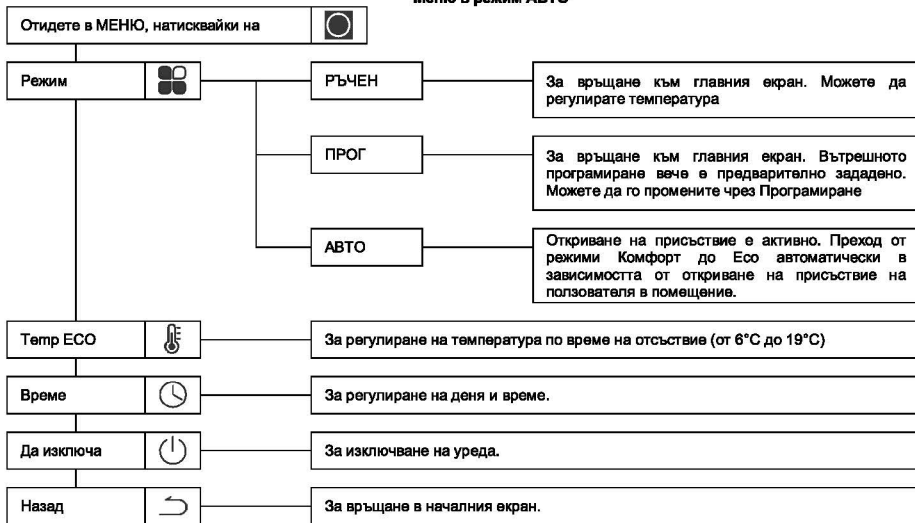 Меню в режим АВТО
Отидете в МЕНЮ, натисквайки на
Режим
РЪЧЕН
За връщане към главния екран. Можете да
регулирате температура
ПРОГ
За връщане към главния екран. Вътрешното
програмиране вече е предварително зададено.
Можете да го промените чрез Програмиране
АВТО
Откриване на присъствие е активно. Преход от
режими Комфорт до Eco автоматически в
зависимостта от откриване на присъствие на
ползователя в помещение.
Temp ECO
За регулиране на температура по време на отсъствие (от 6°C до 19°C)
Време
За регулиране на деня и време.
Да изключа
За изключване на уреда.
Назад
За връщане в началния екран.